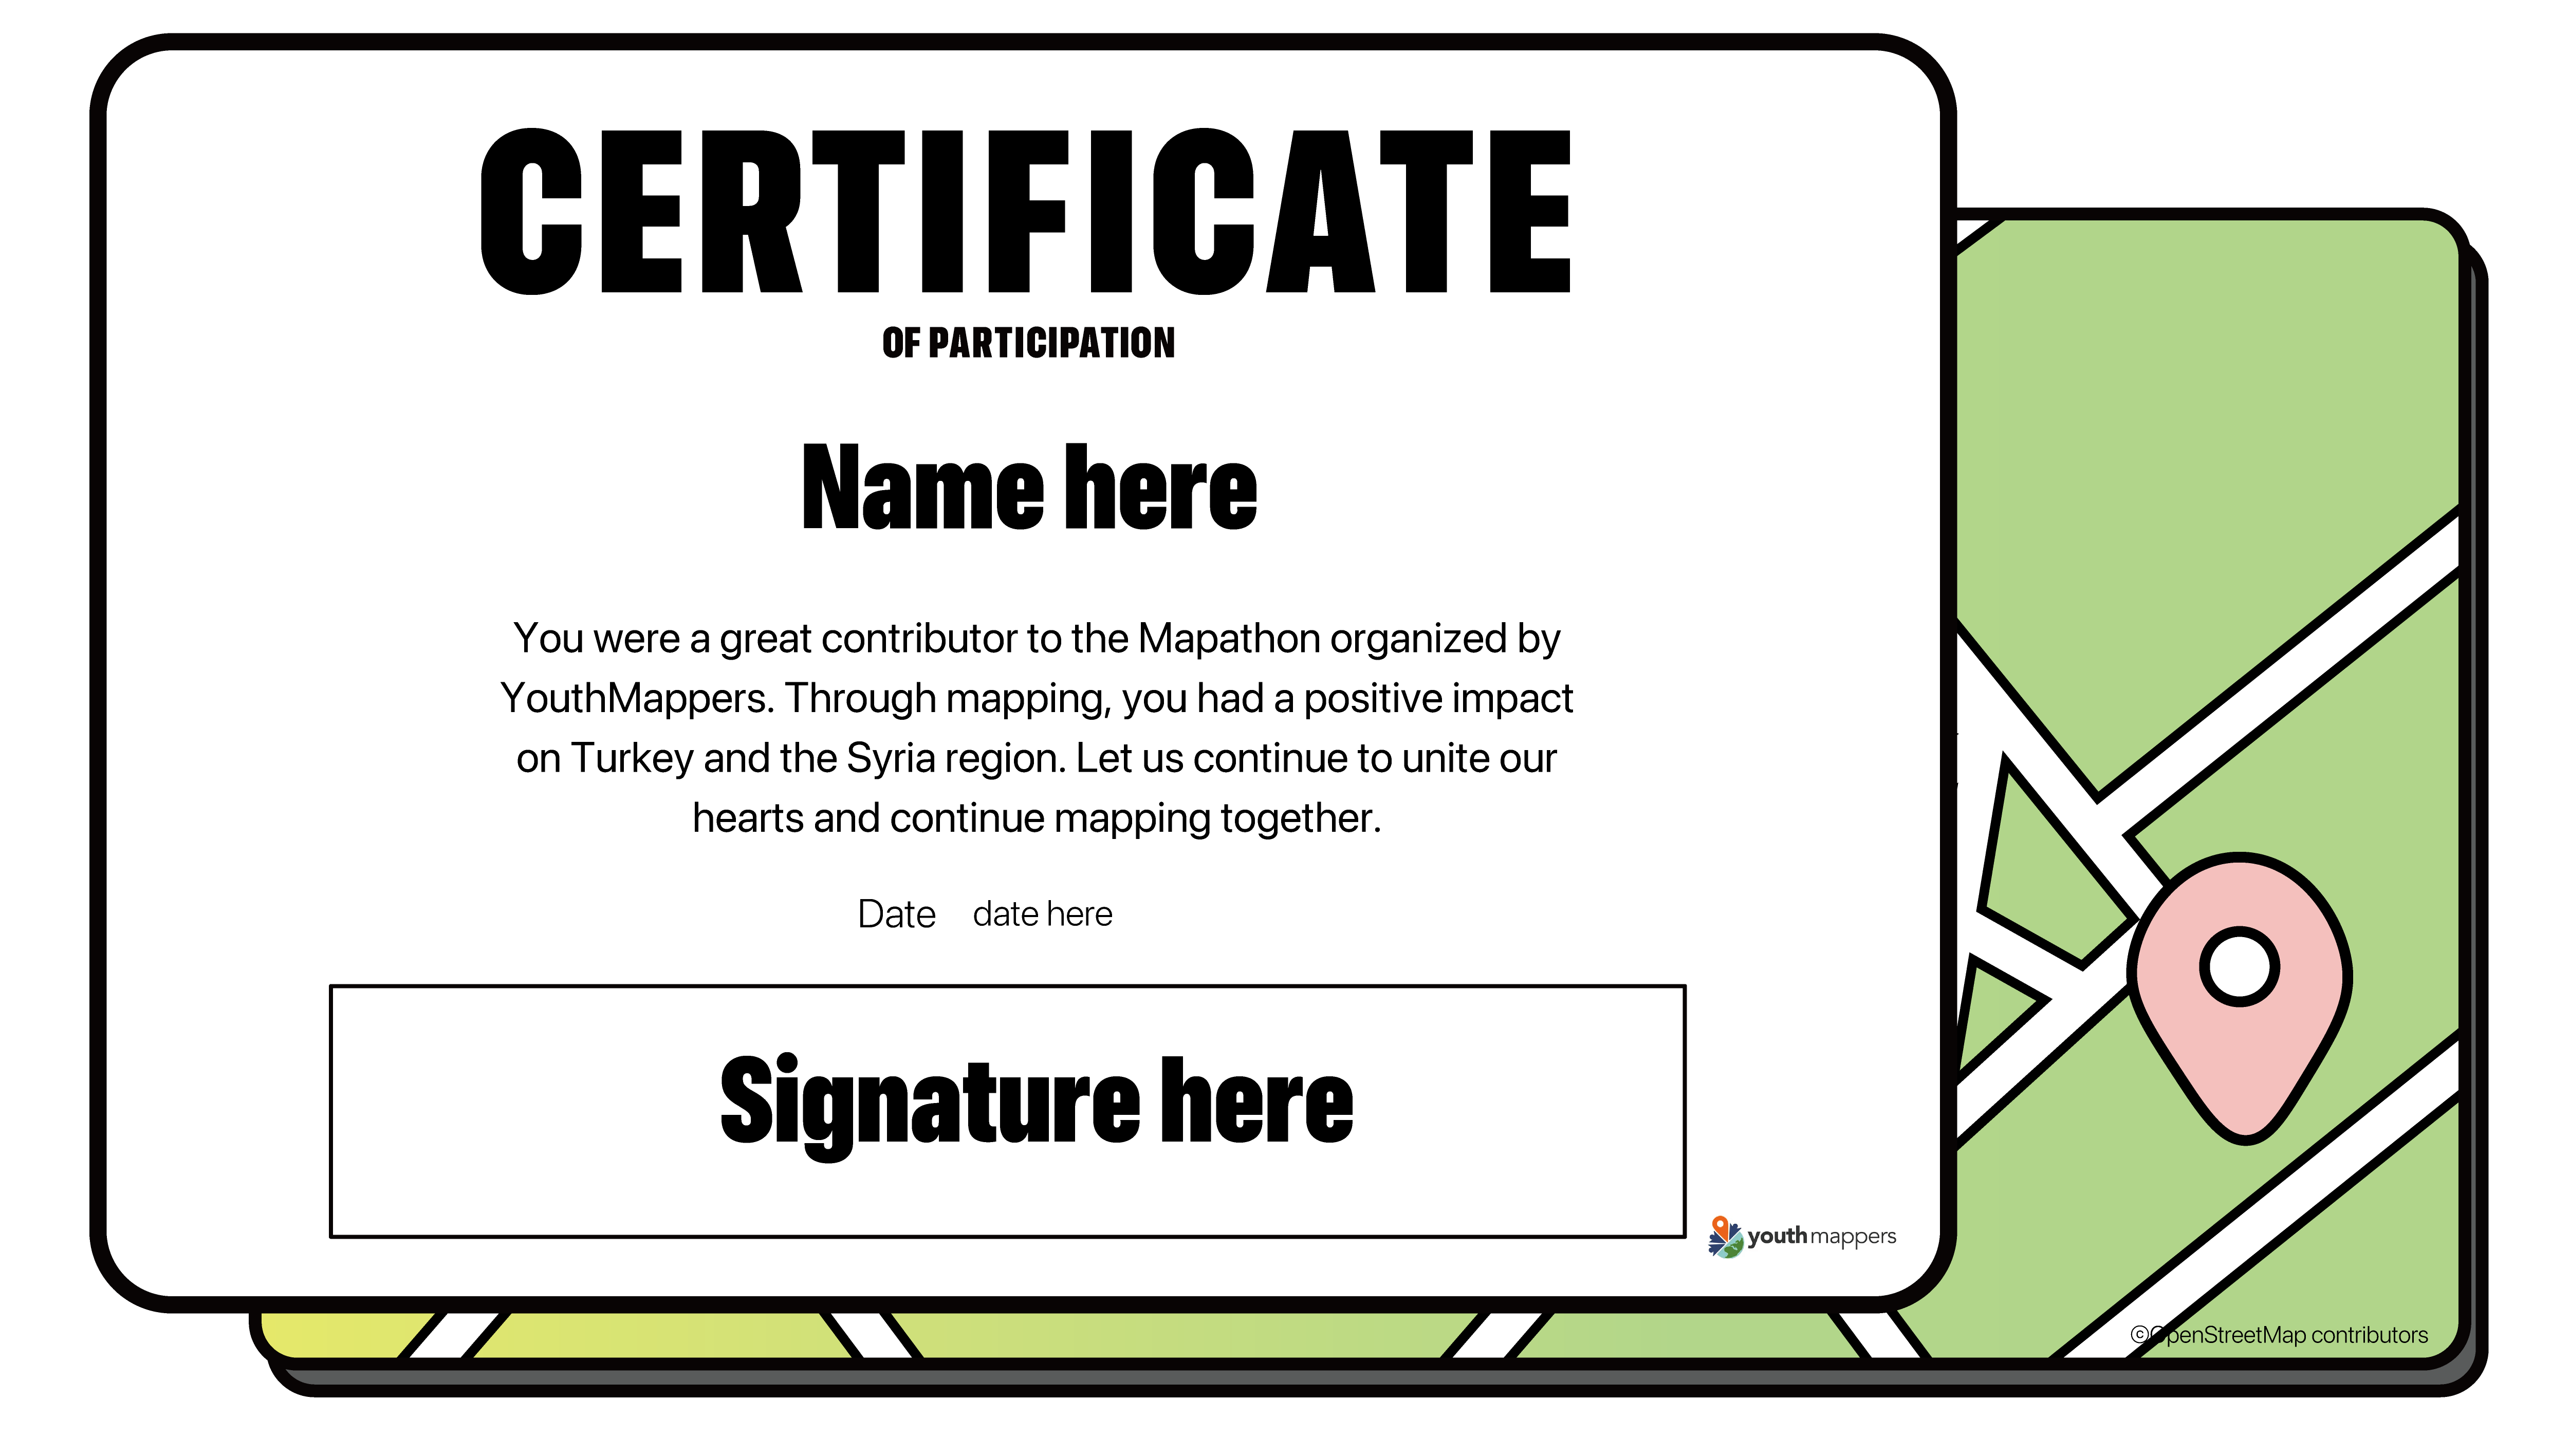 CERTIFICATE
OF PARTICIPATION
Name here
You were a great contributor to the Mapathon organized by
YouthMappers. Through mapping, you had a positive impact
on Turkey and the Syria region. Let us continue to unite our
hearts and continue mapping together.
Date date here
Signature here
youthmappers
©OpenStreetMap contributors